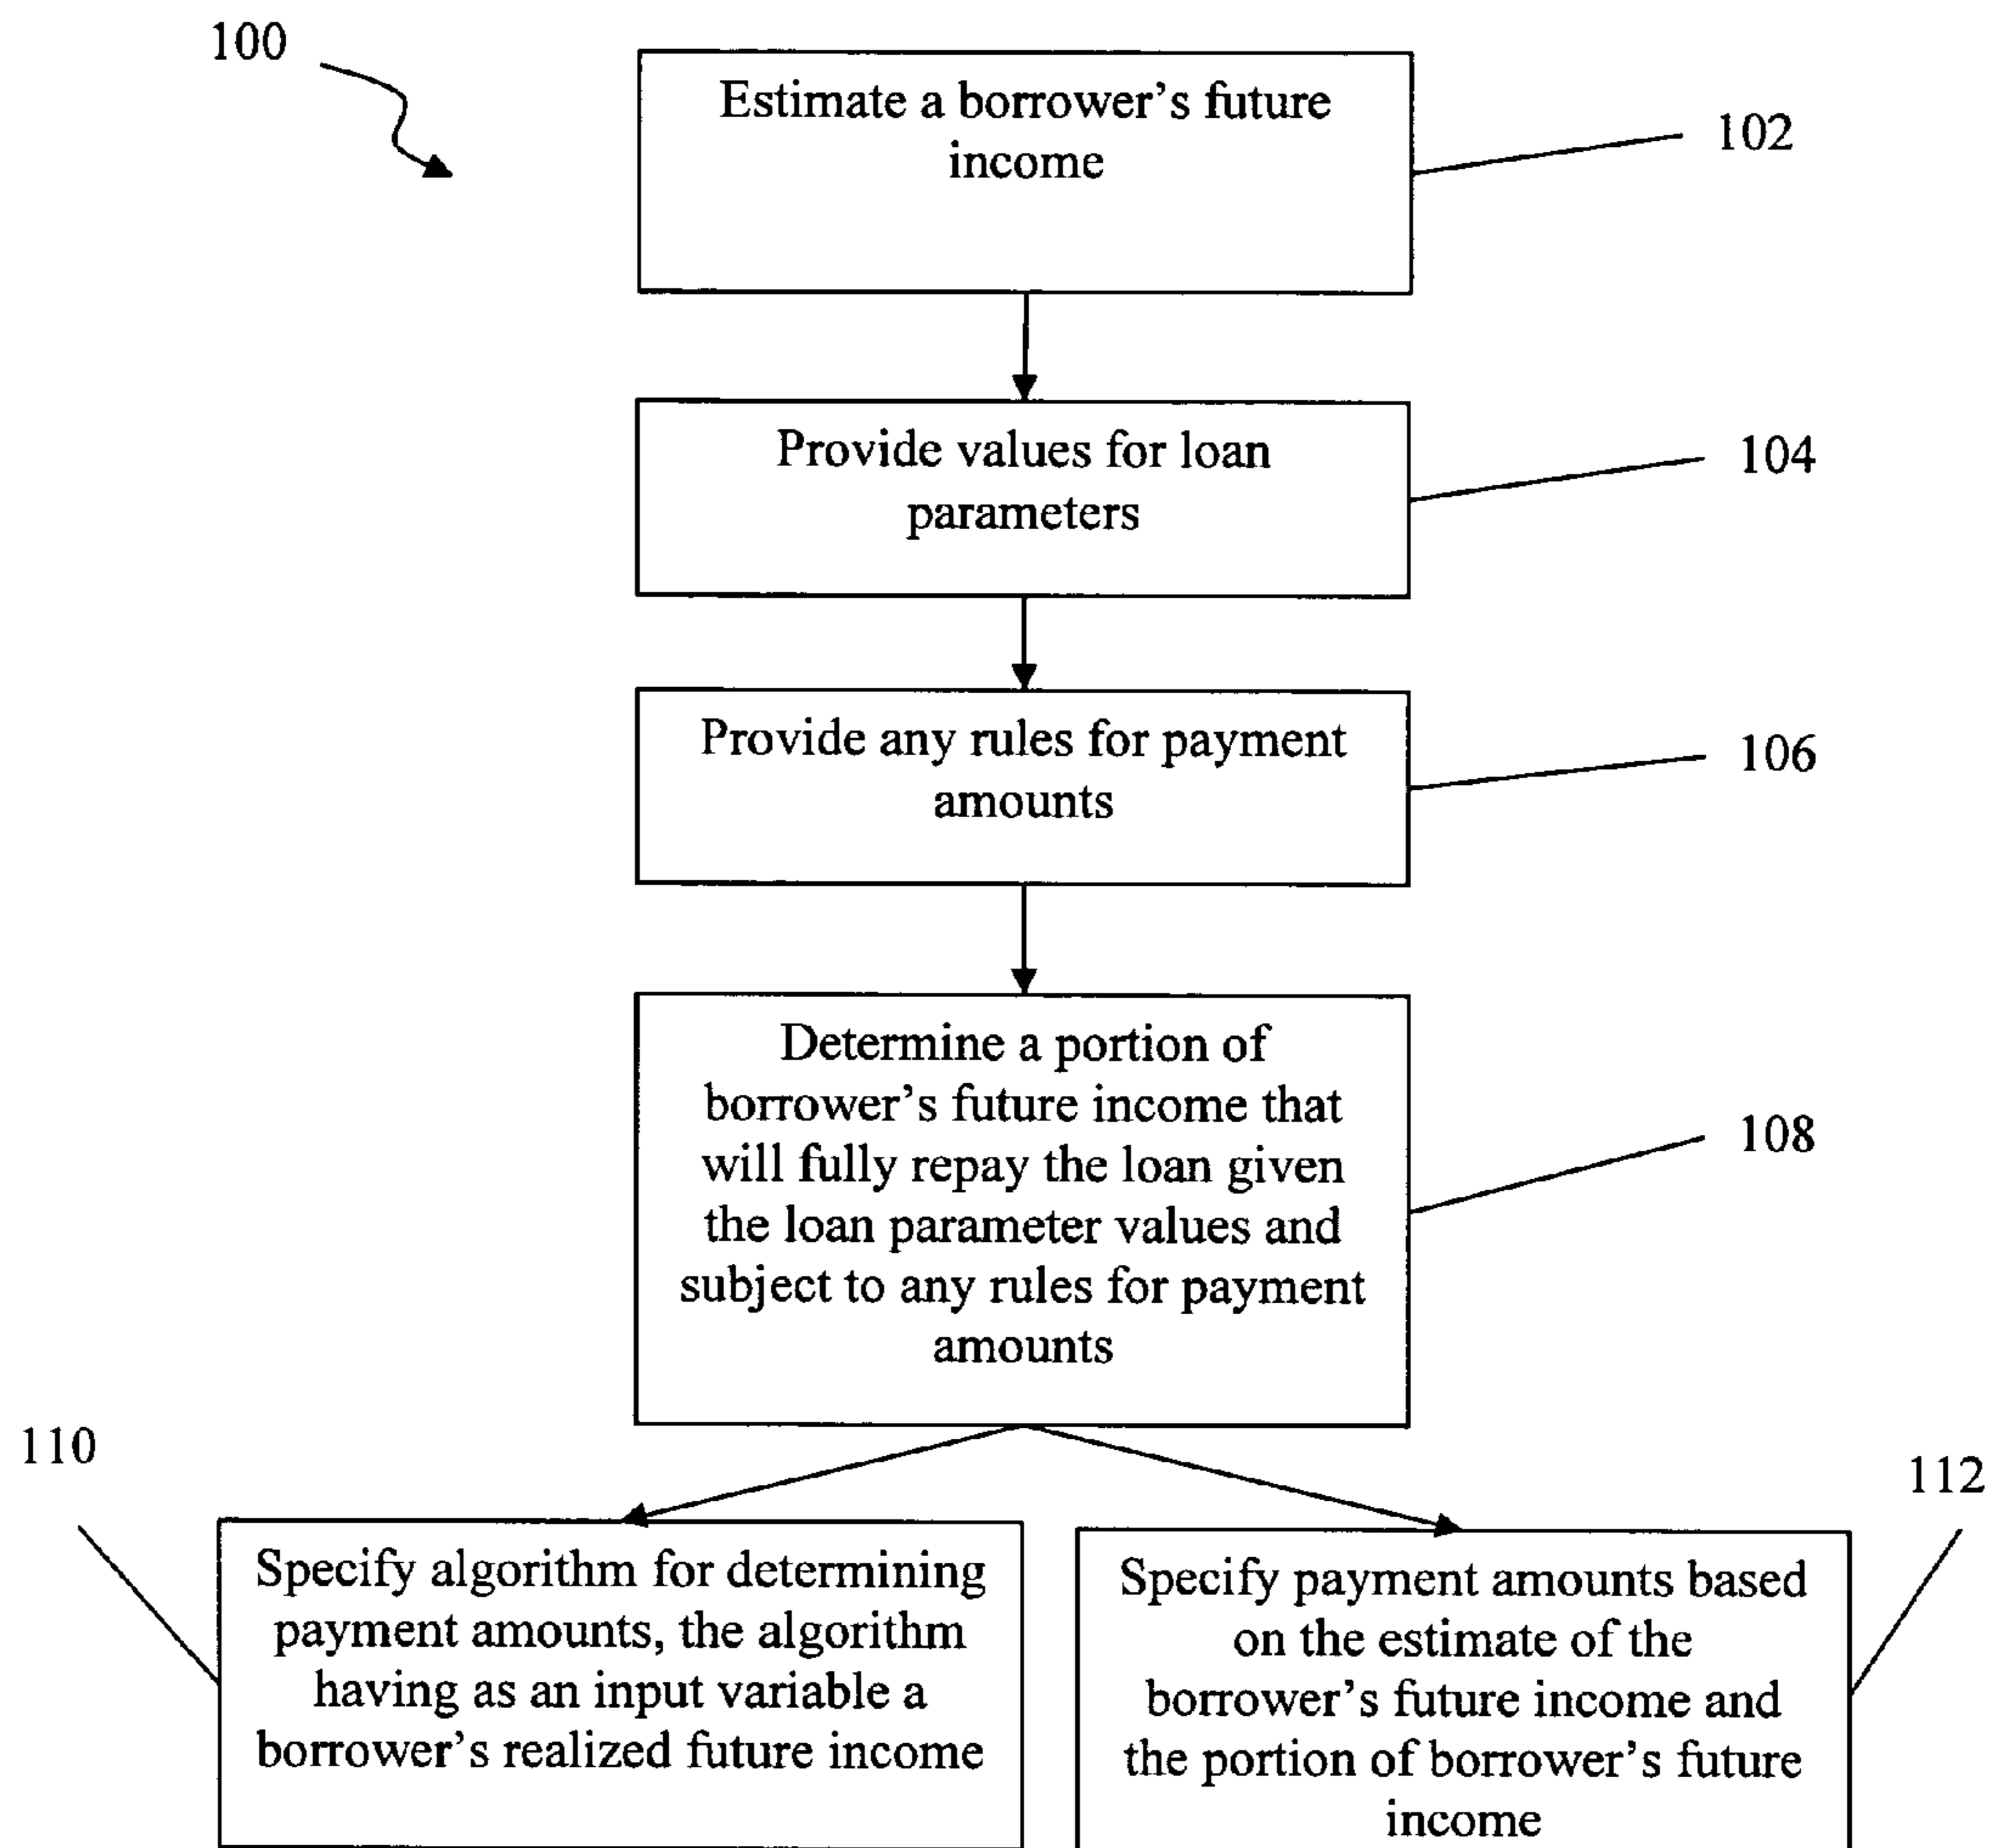 100
Estimate a borrower's future
income
102
Provide values for loan
parameters
104
Provide any rules for payment
amounts
106
Determine a portion of
borrower's future income that
will fully repay the loan given
the loan parameter values and
subject to any rules for payment
amounts
108
110
Specify algorithm for determining
payment amounts, the algorithm
having as an input variable a
borrower's realized future income
112
Specify payment amounts based
on the estimate of the
borrower's future income and
the portion of borrower's future
income